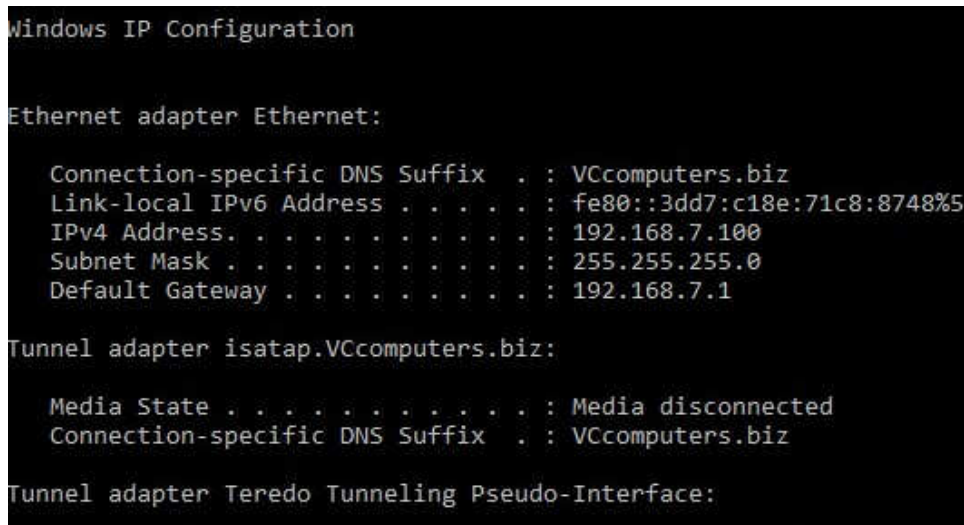 Windows IP Configuration
Ethernet adapter Ethernet:
Connection-specific DNS Suffix . : VCcomputers.biz
Link-local IPv6 Address . . . . . : fe80::3dd7:c18e:71c8:8748%5
IPv4 Address. . . . . . . . . . . : 192.168.7.100
Subnet Mask . . . . . . . . . . . : 255.255.255.0
Default Gateway . . . . . . . . . : 192.168.7.1
Tunnel adapter isatap.VCcomputers.biz:
Media State . . . . . . . . . . . : Media disconnected
Connection-specific DNS Suffix . : VCcomputers.biz
Tunnel adapter Teredo Tunneling Pseudo-Interface: